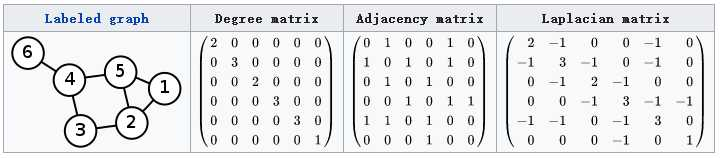 Labeled graph Degree matrix Adjacency matrix Laplacian matrix
6 4 5 1 3 2
2 0 0 0 0 0 0 1 0 0 1 0 2 −1 0 0 −1 0
0 3 0 0 0 0 1 0 1 0 1 0 −1 3 −1 0 −1 0
0 0 2 0 0 0 0 1 0 1 0 0 0 −1 2 −1 0 0
0 0 0 3 0 0 0 0 1 0 1 1 0 0 −1 3 −1 −1
0 0 0 0 3 0 1 1 0 1 0 0 −1 −1 0 −1 3 0
0 0 0 0 0 1 0 0 0 1 0 0 0 0 0 −1 0 1